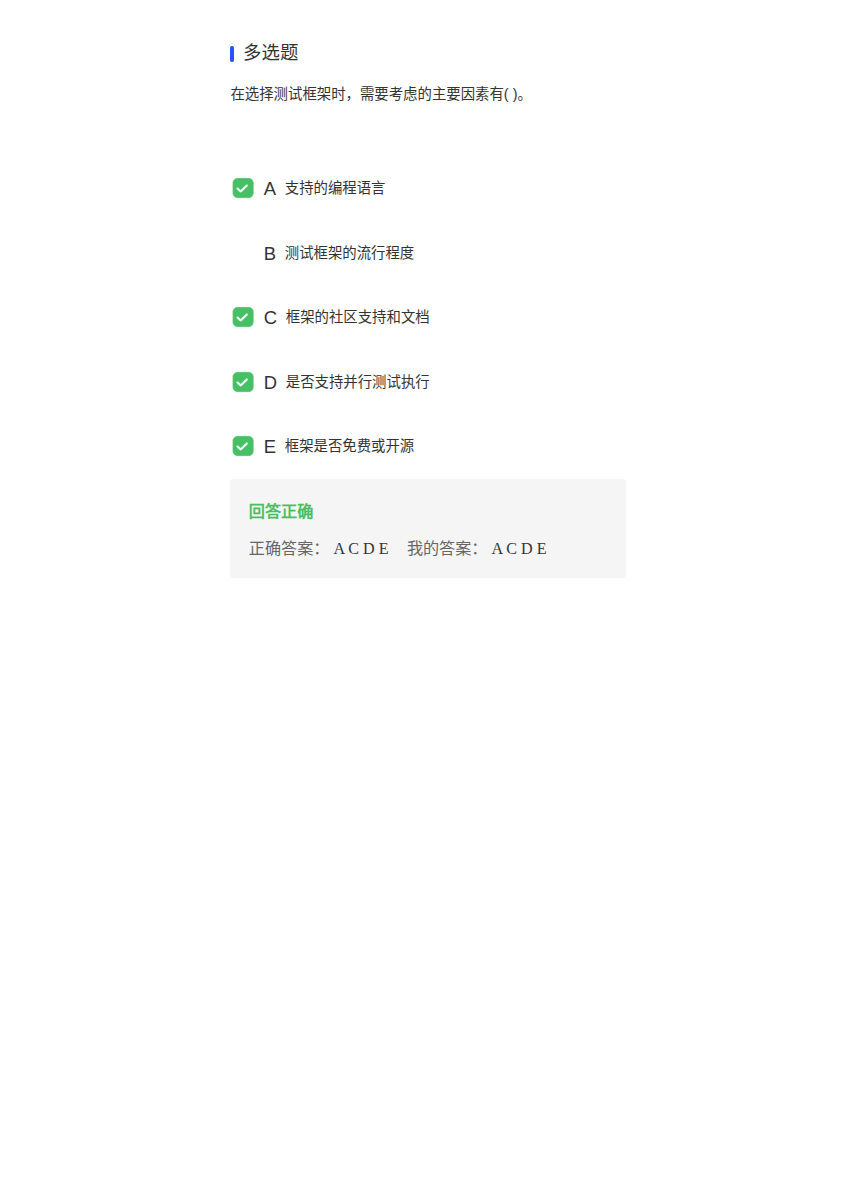 多选题
在选择测试框架时，需要考虑的主要因素有( )。
A 支持的编程语言
B 测试框架的流行程度
C 框架的社区支持和文档
D 是否支持并行测试执行
E 框架是否免费或开源
回答正确
正确答案： A C D E 我的答案： A C D E